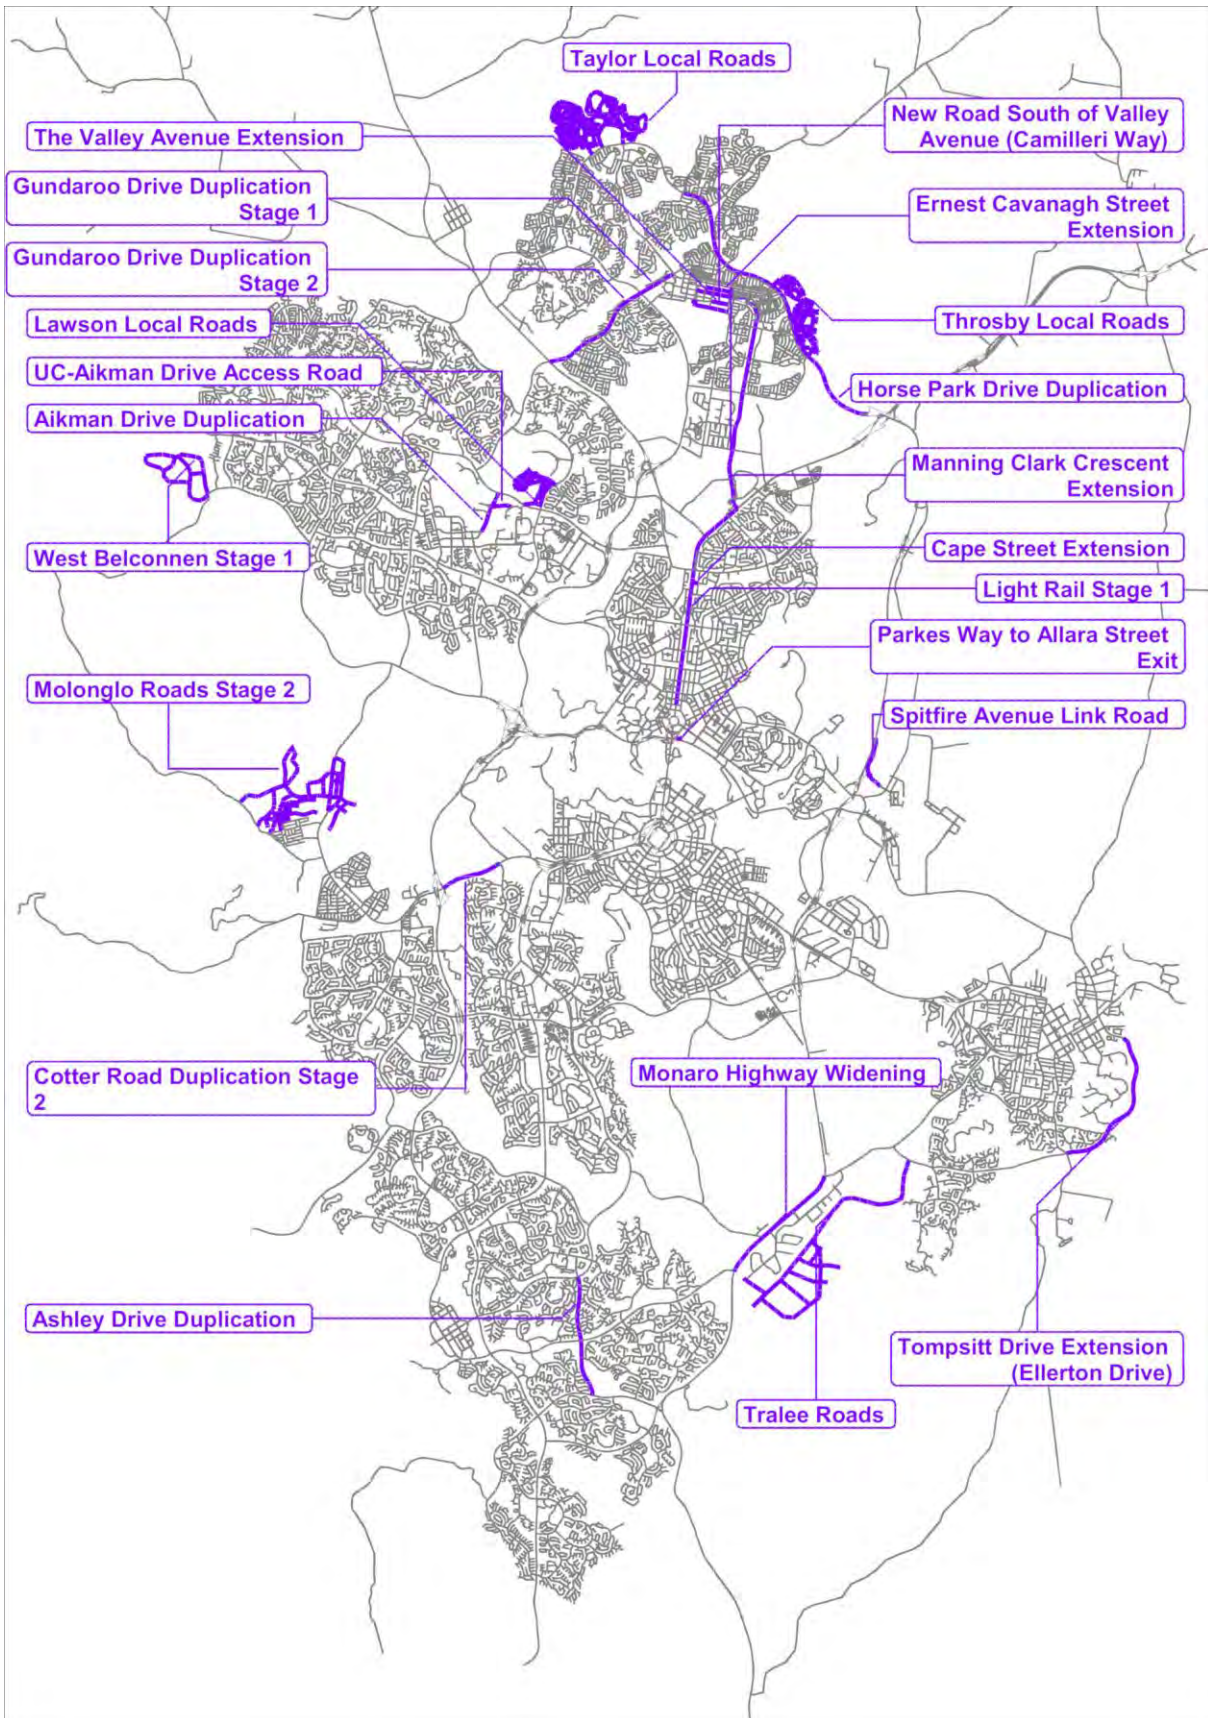 Taylor Local Roads
The Valley Avenue Extension
New Road South of Valley
Avenue (Camilleri Way)
Gundaroo Drive Duplication
Stage 1
Ernest Cavanagh Street
Extension
Gundaroo Drive Duplication
Stage 2
Lawson Local Roads
Throsby Local Roads
UC-Aikman Drive Access Road
Horse Park Drive Duplication
Aikman Drive Duplication
Manning Clark Crescent
Extension
West Belconnen Stage 1
Cape Street Extension
Light Rail Stage 1
Parkes Way to Allara Street
Exit
Molonglo Roads Stage 2
Spitfire Avenue Link Road
Cotter Road Duplication Stage
2
Monaro Highway Widening
Ashley Drive Duplication
Tompsitt Drive Extension
(Ellerton Drive)
Tralee Roads